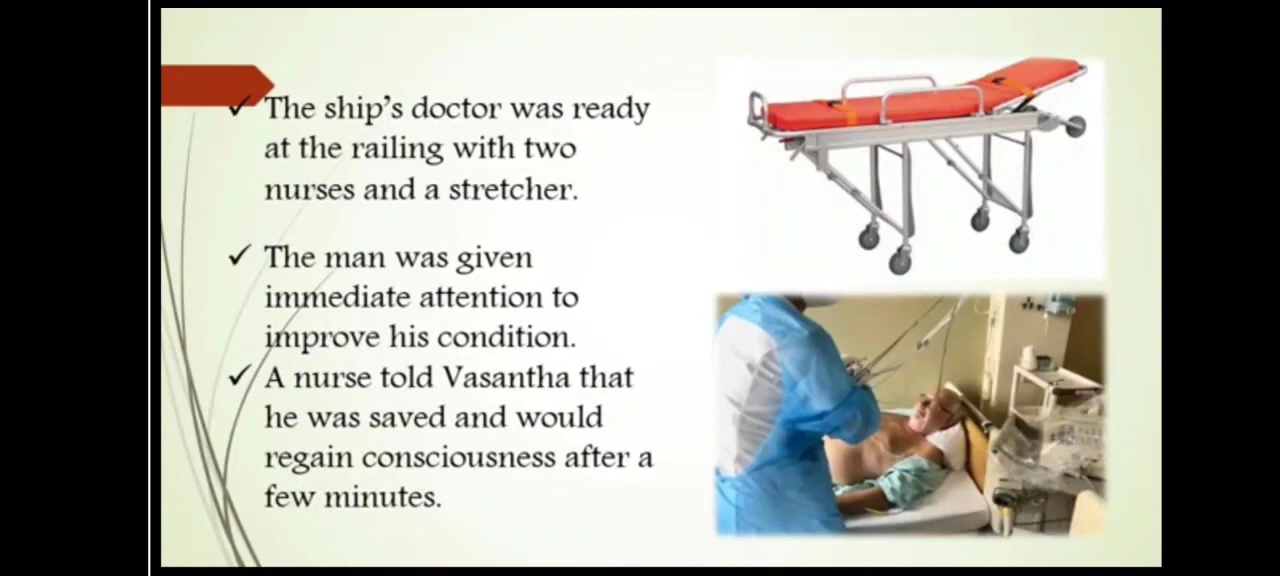 ✓ The ship's doctor was ready
at the railing with two
nurses and a stretcher.
✓ The man was given
immediate attention to
improve his condition.
✓ A nurse told Vasantha that
he was saved and would
regain consciousness after a
few minutes.